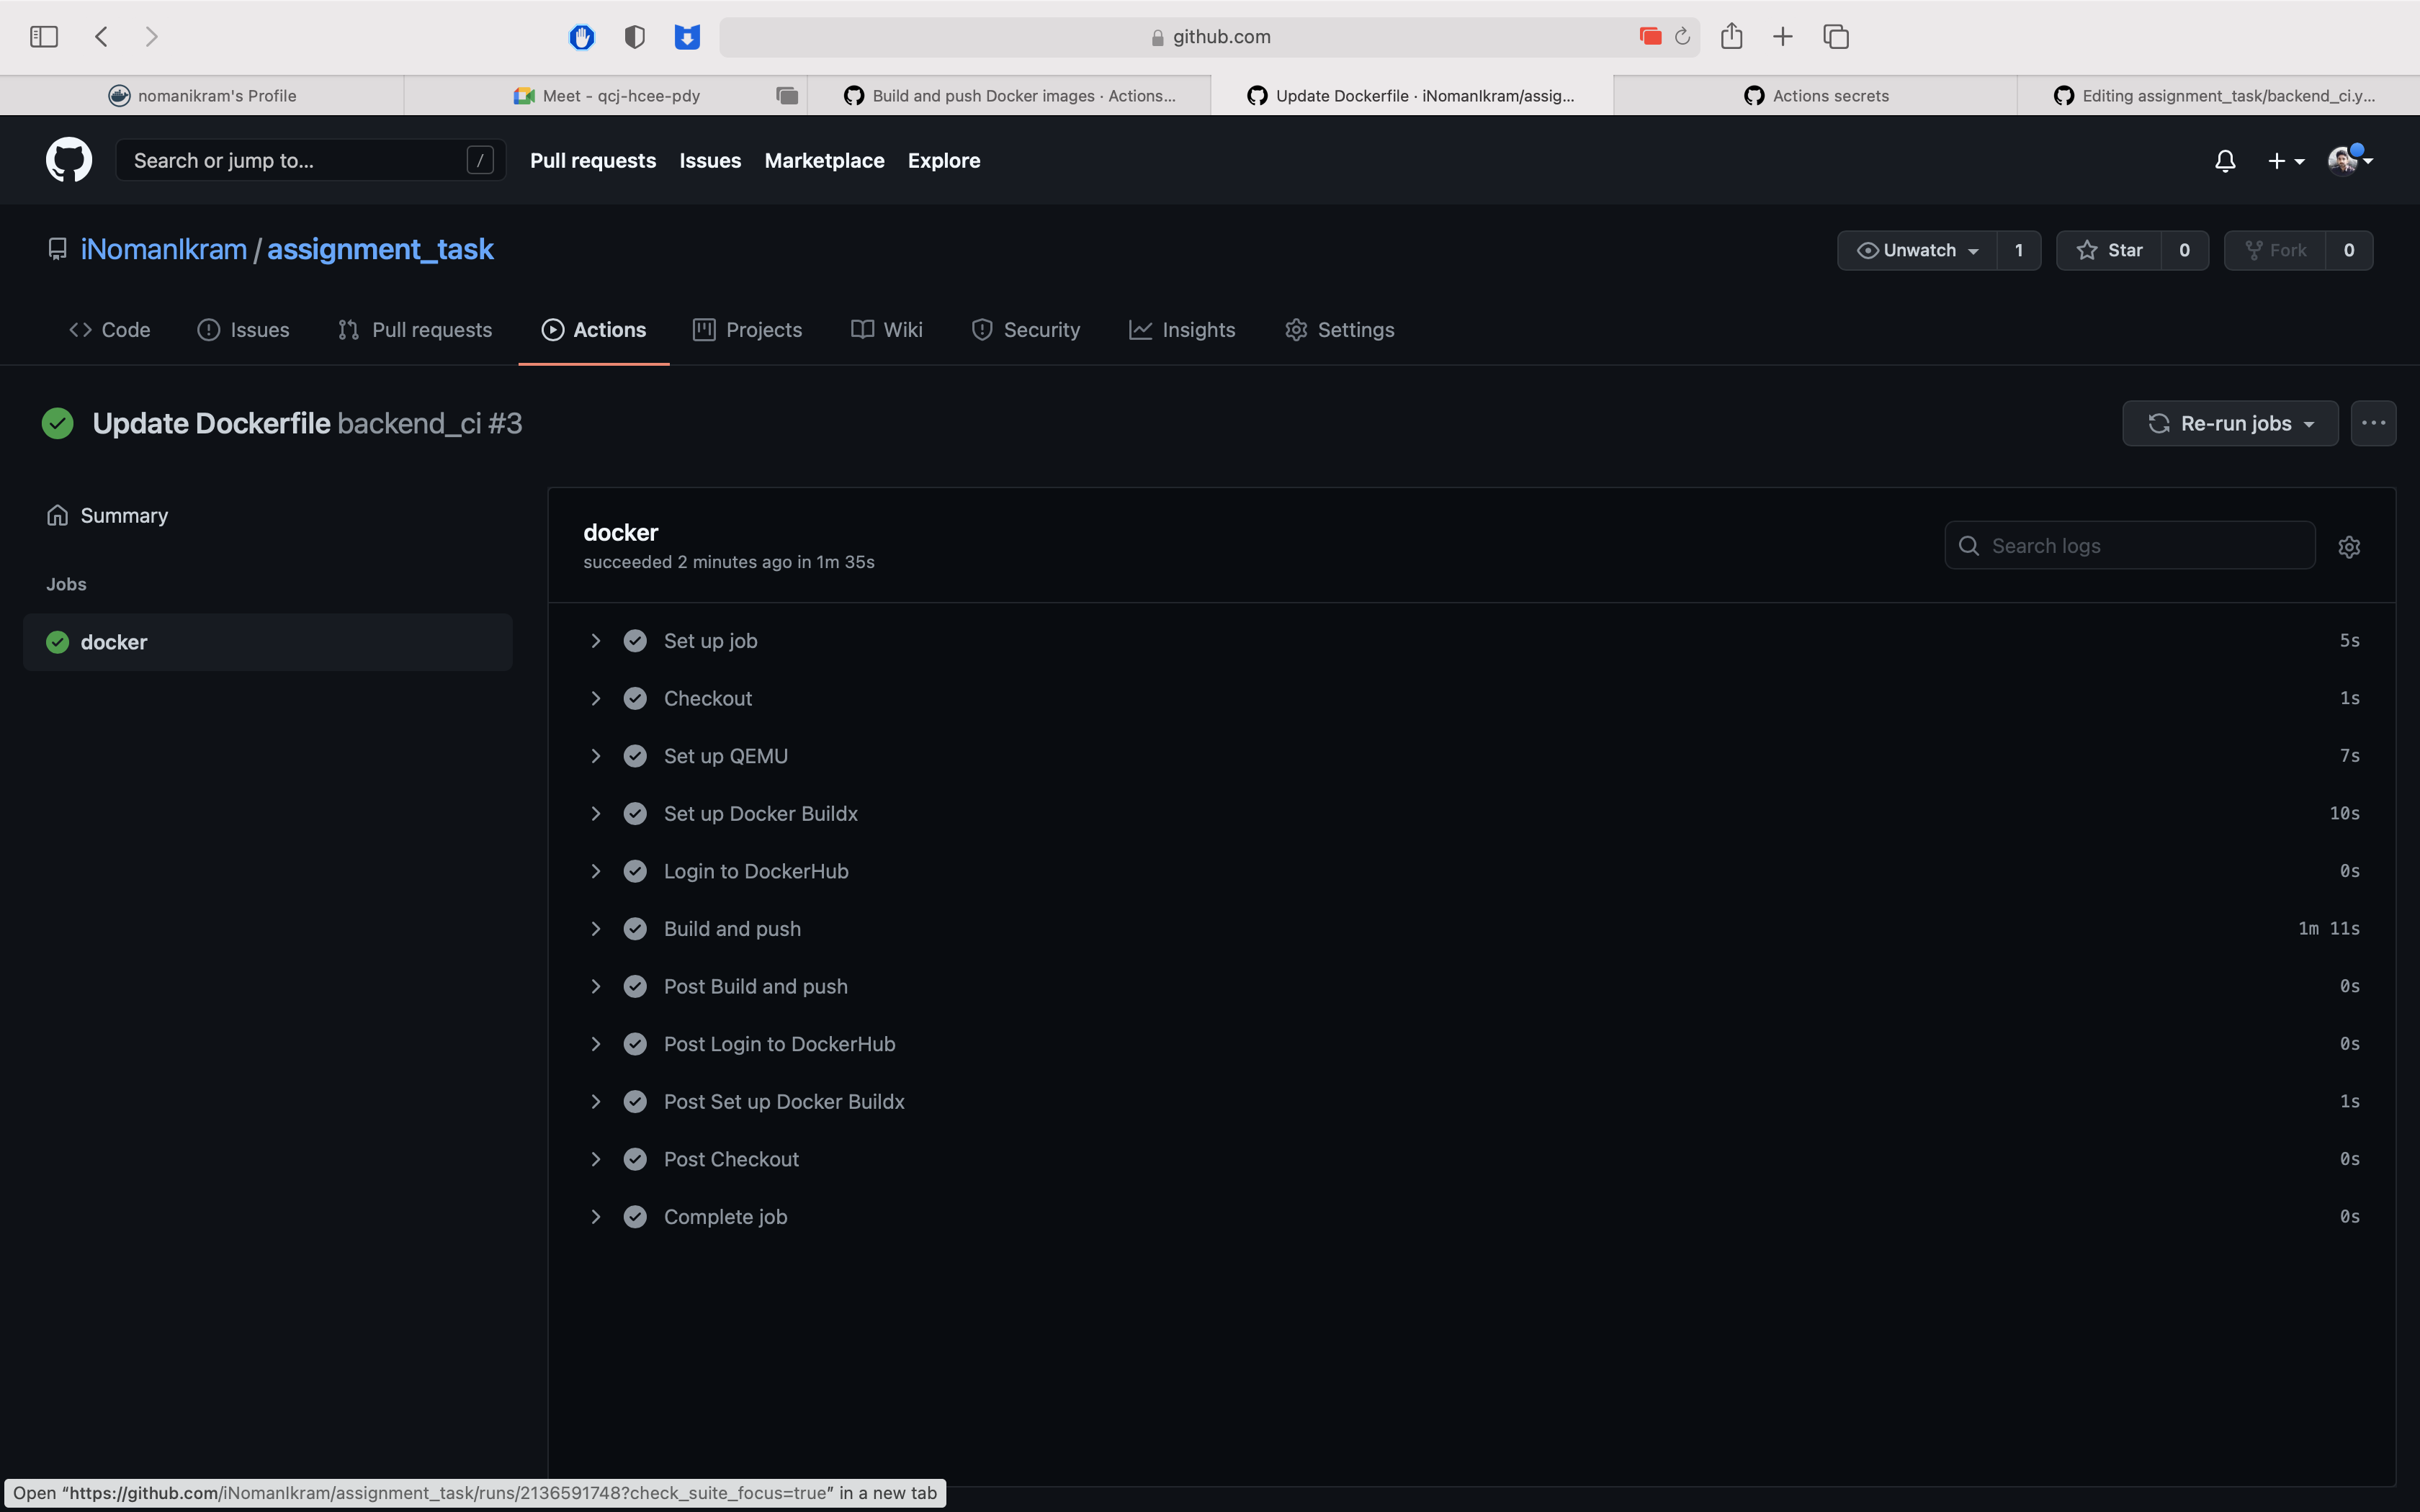 github.com
nomanikram's Profile
Meet - qcj-hcee-pdy
Build and push Docker images · Actions...
Update Dockerfile · iNomanIkram/assig...
Actions secrets
Editing assignment_task/backend_ci.y...
Search or jump to...
/
Pull requests
Issues
Marketplace
Explore
iNomanIkram / assignment_task
Unwatch 1
Star 0
Fork 0
Code
Issues
Pull requests
Actions
Projects
Wiki
Security
Insights
Settings
Update Dockerfile backend_ci #3
Re-run jobs
Summary
Jobs
docker
docker
succeeded 2 minutes ago in 1m 35s
Search logs
Set up job 5s
Checkout 1s
Set up QEMU 7s
Set up Docker Buildx 10s
Login to DockerHub 0s
Build and push 1m 11s
Post Build and push 0s
Post Login to DockerHub 0s
Post Set up Docker Buildx 1s
Post Checkout 0s
Complete job 0s
Open “https://github.com/iNomanIkram/assignment_task/runs/2136591748?check_suite_focus=true” in a new tab